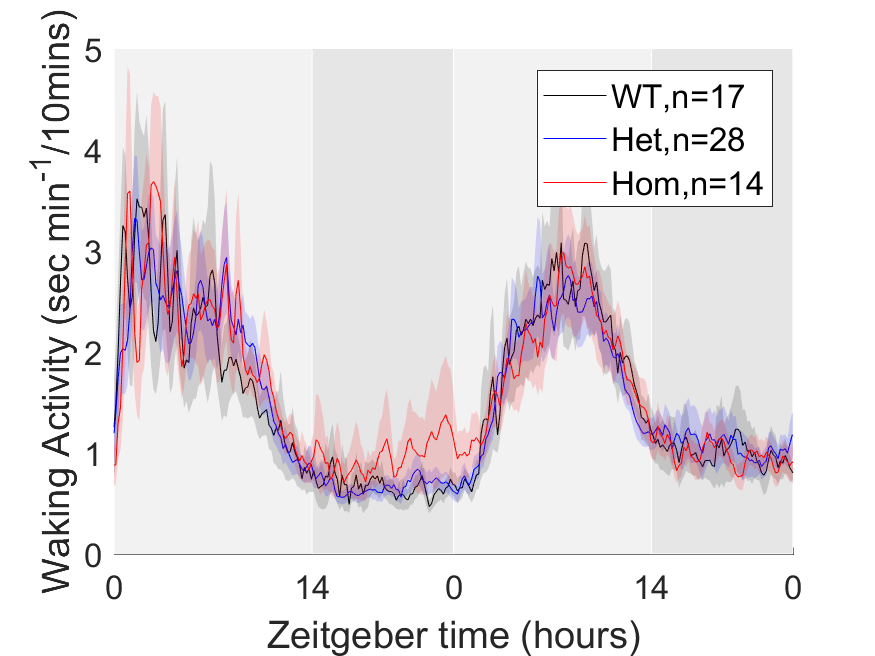 Waking Activity (sec min-1/10mins)
5
4
3
2
1
0
WT,n=17
Het,n=28
Hom,n=14
0 14 0 14 0
Zeitgeber time (hours)